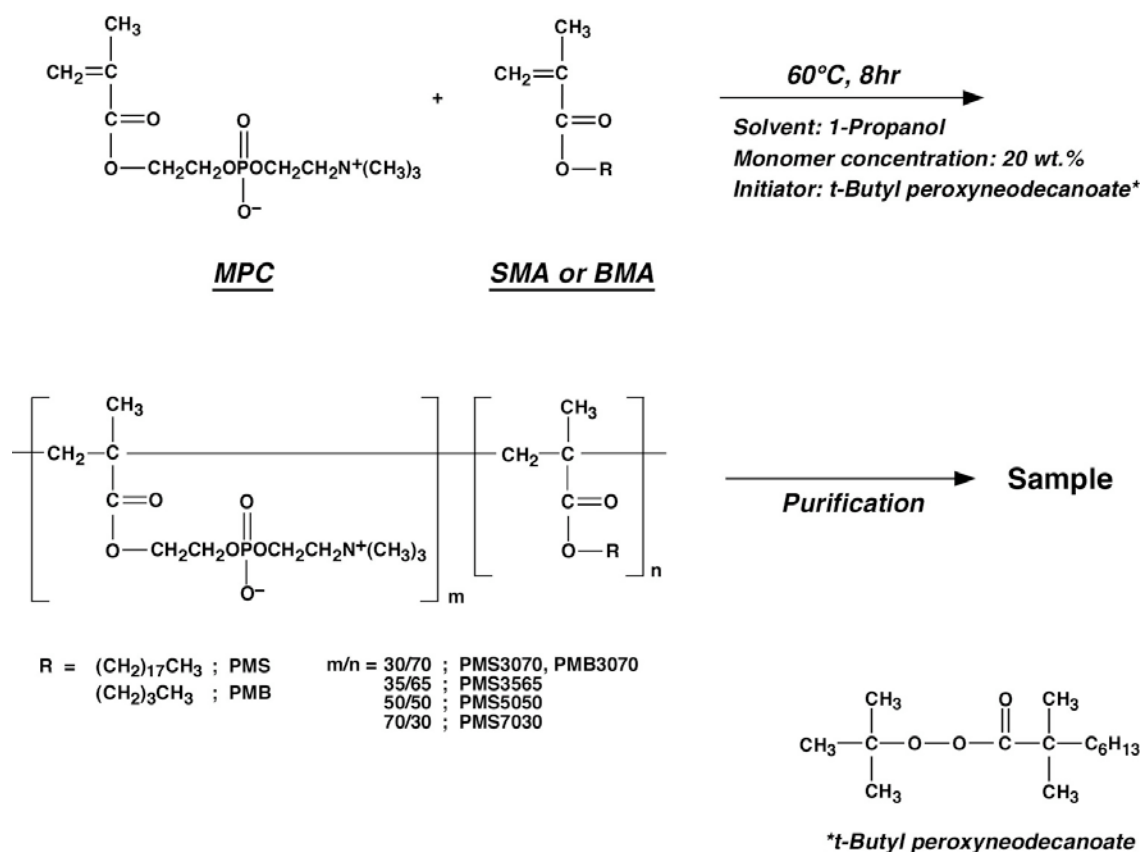 CH3
CH2=C
C=O
O—CH2CH2OPOCH2CH2N+(CH3)3
O
O−
MPC
+
CH3
CH2=C
C=O
O—R
SMA or BMA
60°C, 8hr
Solvent: 1-Propanol
Monomer concentration: 20 wt.%
Initiator: t-Butyl peroxyneodecanoate*
CH3
CH2—C
C=O
O—CH2CH2OPOCH2CH2N+(CH3)3
O
O−
m
CH3
CH2—C
C=O
O—R
n
Purification
Sample
R = (CH2)17CH3 ; PMS
(CH2)3CH3 ; PMB
m/n = 30/70 ; PMS3070, PMB3070
35/65 ; PMS3565
50/50 ; PMS5050
70/30 ; PMS7030
CH3 O CH3
CH3—C—O—O—C—C—C6H13
CH3 CH3
*t-Butyl peroxyneodecanoate